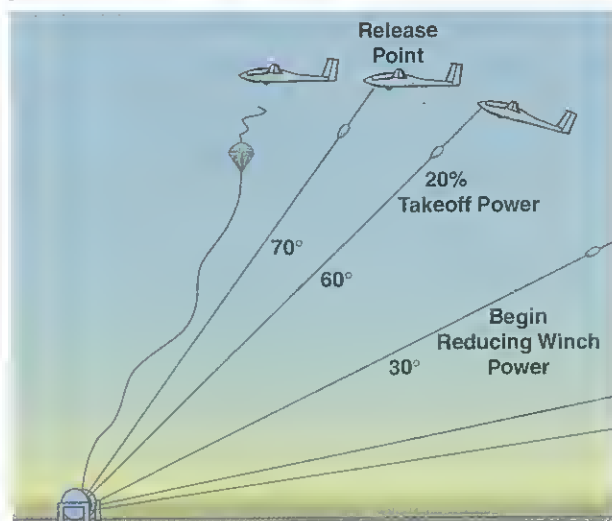 Release
Point
20%
Takeoff Power
70°
60°
Begin
Reducing Winch
Power
30°